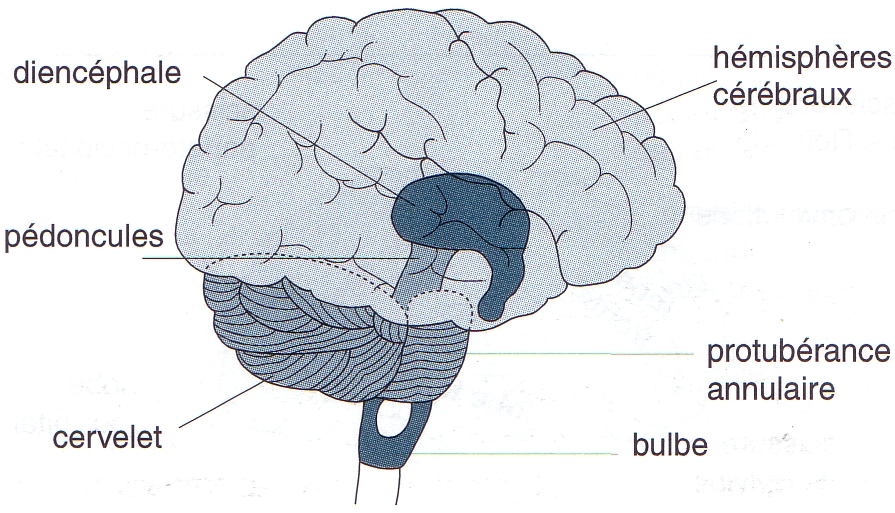 diencéphale
hémisphères
cérébraux
pédoncules
protubérance
annulaire
cervelet
bulbe